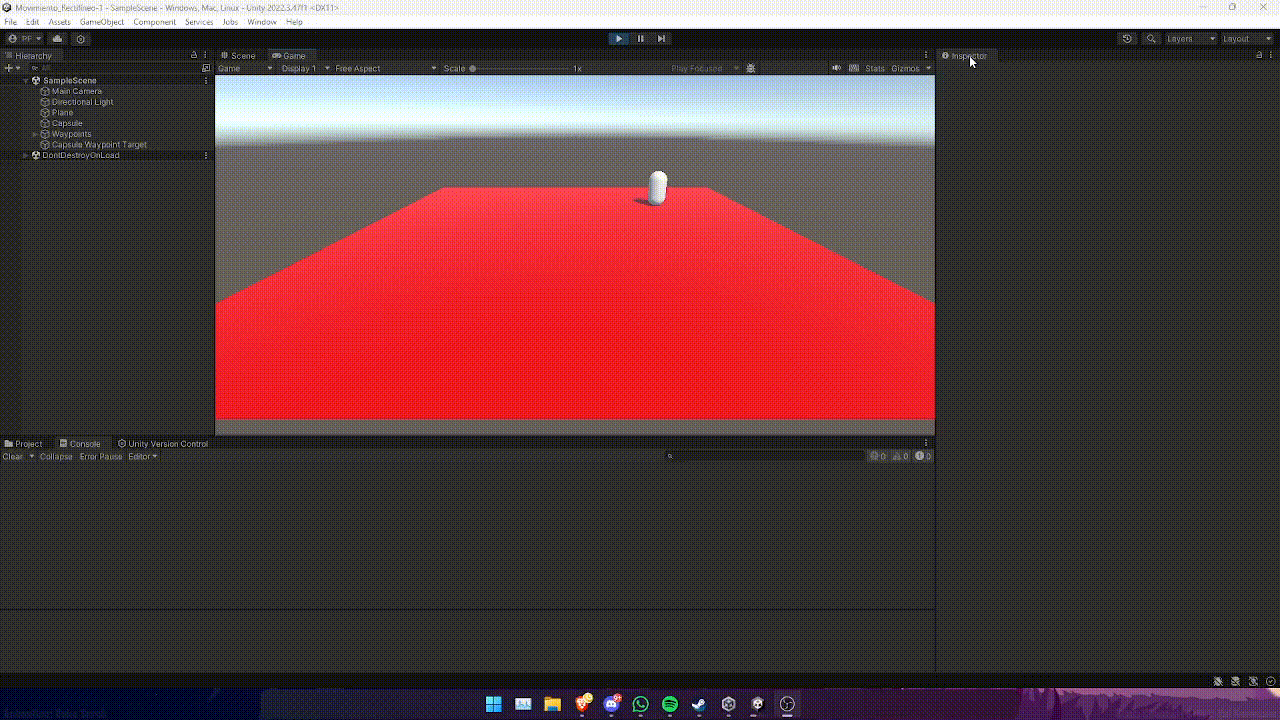 Movimiento_Rectilineo-1 - SampleScene - Windows, Mac, Linux - Unity 2022.3.47f1 <DX11>
File Edit Assets GameObject Component Services Jobs Window Help
Layers Layout
Hierarchy Scene Game Inspector
All Game Display 1 Free Aspect Scale 1x Play Focused Stats Gizmos
SampleScene
Main Camera
Directional Light
Plane
Capsule
Waypoints
Capsule Waypoint Target
DontDestroyOnLoad
Project Console Unity Version Control
Clear Collapse Error Pause Editor 0 0 0